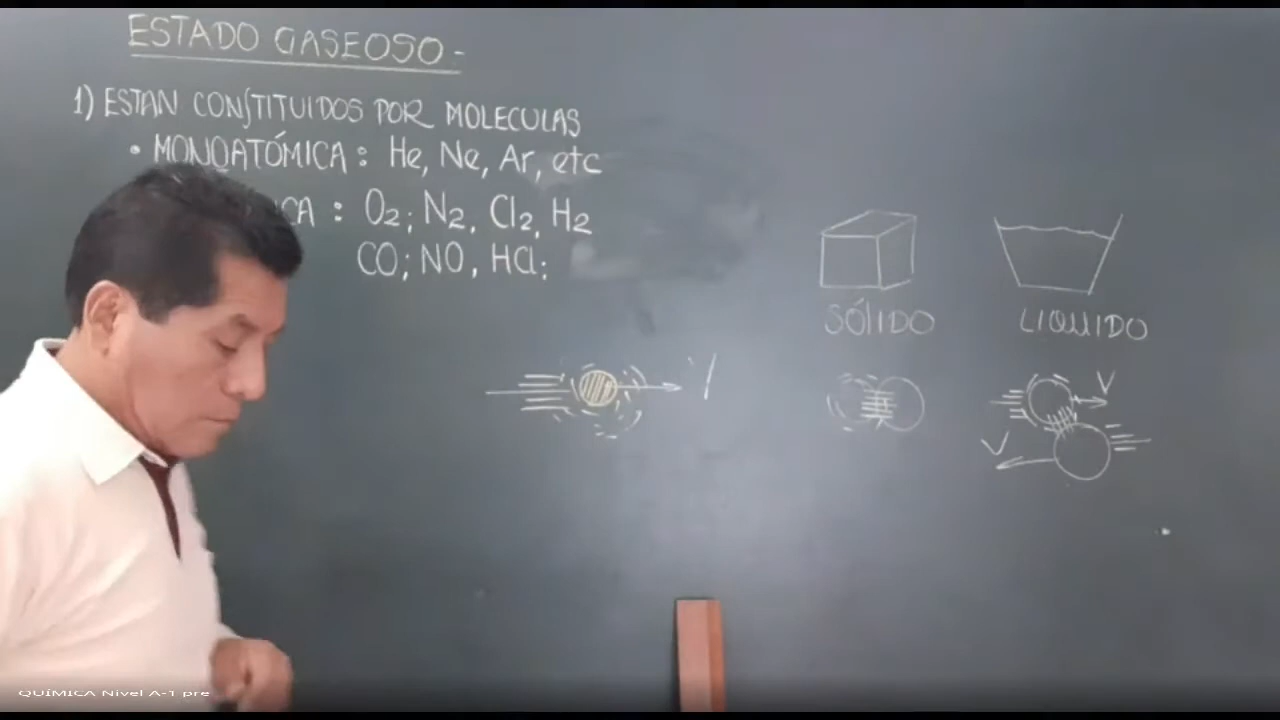 ESTADO GASEOSO -
1) ESTAN CONSTITUIDOS POR MOLECULAS
• MONOATÓMICA : He, Ne, Ar, etc
CA : O2; N2, Cl2, H2
CO; NO, HCl;
SÓLIDO
LIQUIDO
V
V
QUÍMICA Nivel A-1 pre